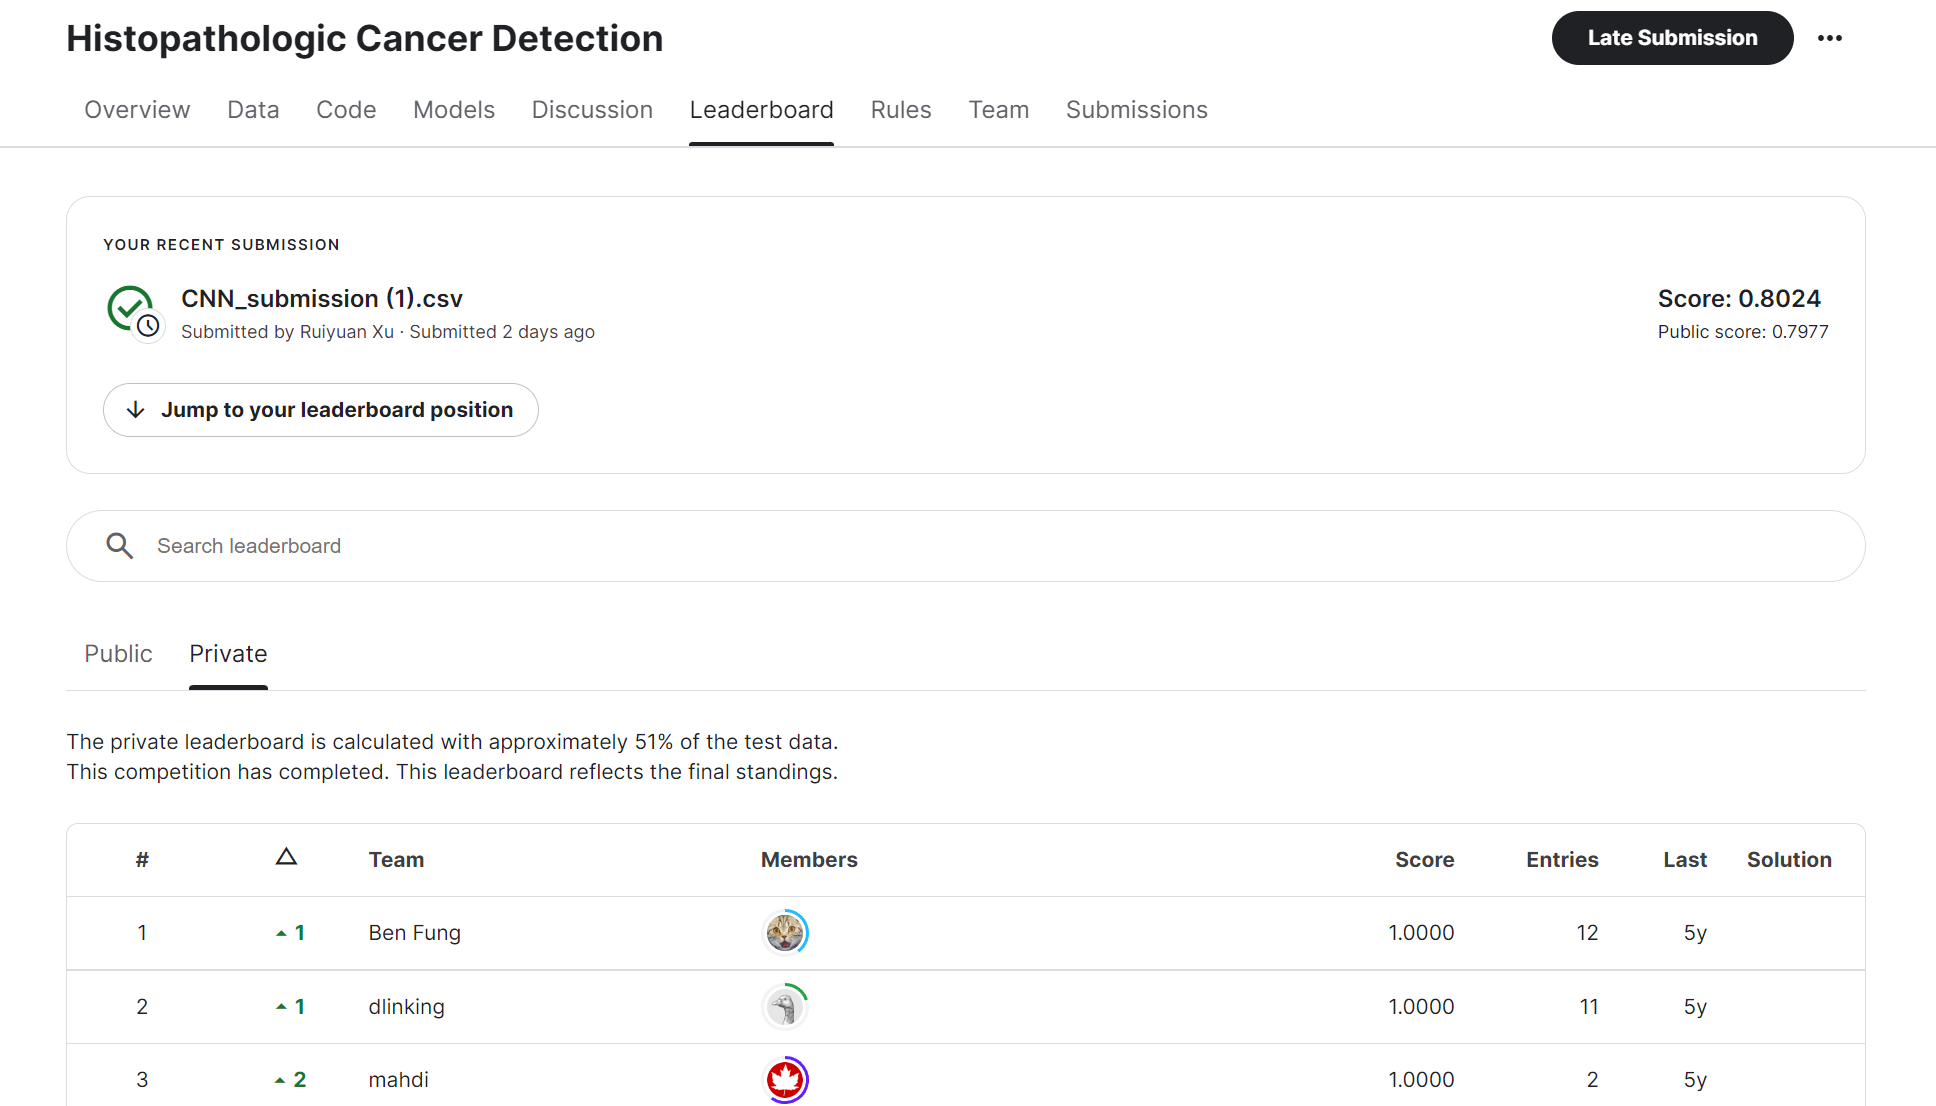 Histopathologic Cancer Detection
Late Submission
Overview Data Code Models Discussion Leaderboard Rules Team Submissions
YOUR RECENT SUBMISSION
CNN_submission (1).csv
Score: 0.8024
Submitted by Ruiyuan Xu · Submitted 2 days ago
Public score: 0.7977
Jump to your leaderboard position
Search leaderboard
Public Private
The private leaderboard is calculated with approximately 51% of the test data.
This competition has completed. This leaderboard reflects the final standings.
# △ Team Members Score Entries Last Solution
1 1 Ben Fung 1.0000 12 5y
2 1 dlinking 1.0000 11 5y
3 2 mahdi 1.0000 2 5y